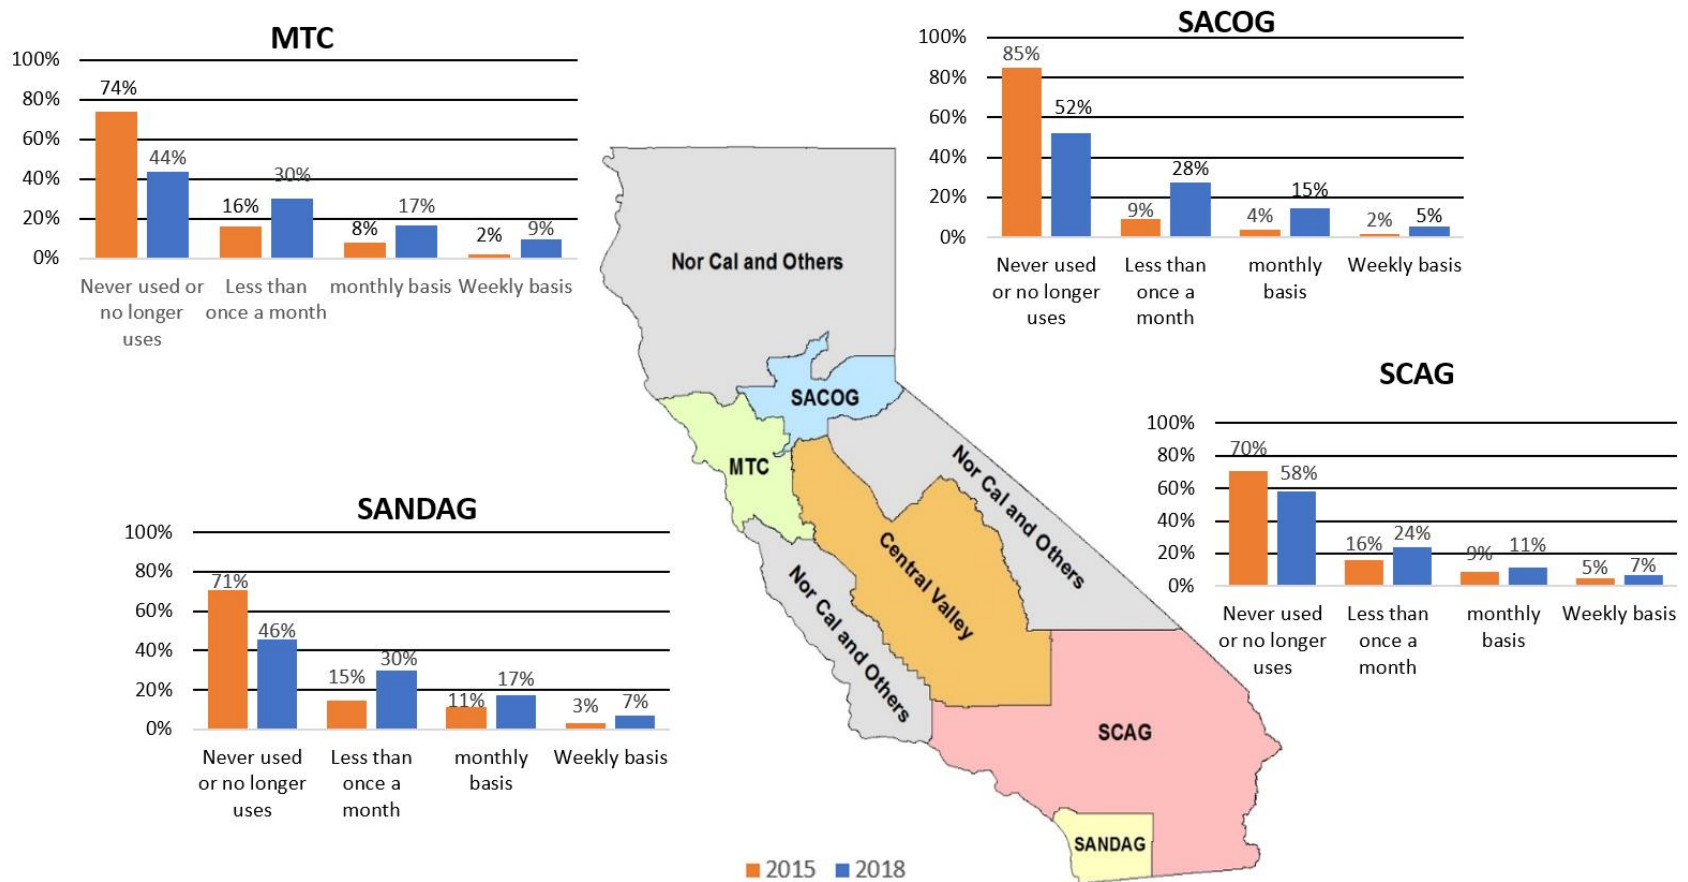 MTC
100%
80%
60%
40%
20%
0%
74%
44%
16%
30%
8%
17%
2%
9%
Never used or
no longer
uses
Less than
once a month
monthly basis
Weekly basis
SACOG
100%
80%
60%
40%
20%
0%
85%
52%
9%
28%
4%
15%
2%
5%
Never used
or no longer
uses
Less than
once a
month
monthly
basis
Weekly basis
SCAG
100%
80%
60%
40%
20%
0%
70%
58%
16%
24%
9%
11%
5%
7%
Never used
or no longer
uses
Less than
once a
month
monthly
basis
Weekly basis
SANDAG
100%
80%
60%
40%
20%
0%
71%
46%
15%
30%
11%
17%
3%
7%
Never used
or no longer
uses
Less than
once a
month
monthly
basis
Weekly basis
Nor Cal and Others
SACOG
MTC
Nor Cal and Others
Central Valley
Nor Cal and Others
SCAG
SANDAG
2015
2018